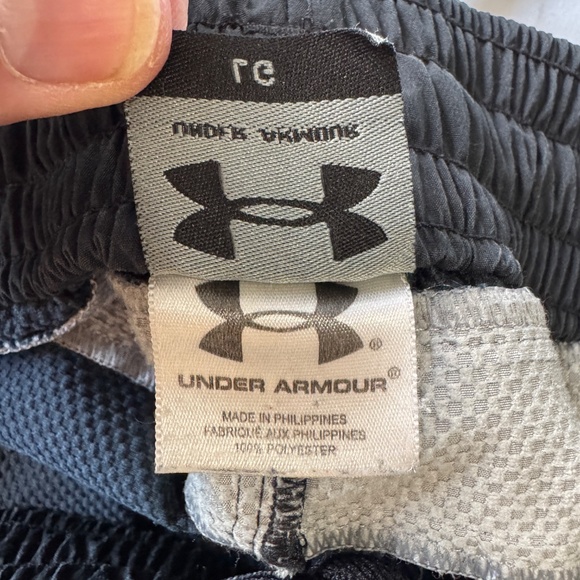 LG
UNDER ARMOUR
®
UNDER ARMOUR®
MADE IN PHILIPPINES
FABRIQUÉ AUX PHILIPPINES
100% POLYESTER